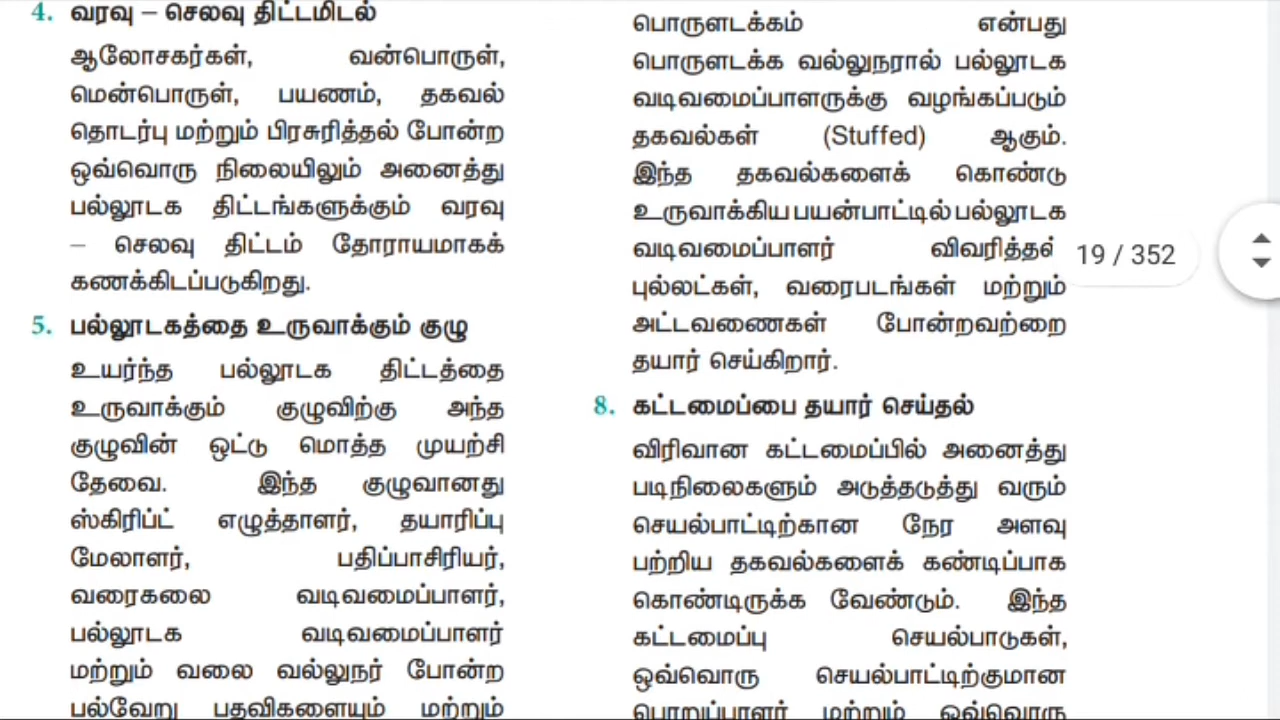 4. வரவு – செலவு திட்டமிடல்
ஆலோசகர்கள், வன்பொருள்,
மென்பொருள், பயணம், தகவல்
தொடர்பு மற்றும் பிரசுரித்தல் போன்ற
ஒவ்வொரு நிலையிலும் அனைத்து
பல்லூடக திட்டங்களுக்கும் வரவு
– செலவு திட்டம் தோராயமாகக்
கணக்கிடப்படுகிறது.
5. பல்லூடகத்தை உருவாக்கும் குழு
உயர்ந்த பல்லூடக திட்டத்தை
உருவாக்கும் குழுவிற்கு அந்த
குழுவின் ஒட்டு மொத்த முயற்சி
தேவை. இந்த குழுவானது
ஸ்கிரிப்ட் எழுத்தாளர், தயாரிப்பு
மேலாளர், பதிப்பாசிரியர்,
வரைகலை வடிவமைப்பாளர்,
பல்லூடக வடிவமைப்பாளர்
மற்றும் வலை வல்லுநர் போன்ற
பல்வேறு பதவிகளையும் மற்றும்
பொருளடக்கம் என்பது
பொருளடக்க வல்லுநரால் பல்லூடக
வடிவமைப்பாளருக்கு வழங்கப்படும்
தகவல்கள் (Stuffed) ஆகும்.
இந்த தகவல்களைக் கொண்டு
உருவாக்கிய பயன்பாட்டில் பல்லூடக
வடிவமைப்பாளர் விவரித்தல்
புல்லட்கள், வரைபடங்கள் மற்றும்
அட்டவணைகள் போன்றவற்றை
தயார் செய்கிறார்.
8. கட்டமைப்பை தயார் செய்தல்
விரிவான கட்டமைப்பில் அனைத்து
படிநிலைகளும் அடுத்தடுத்து வரும்
செயல்பாட்டிற்கான நேர அளவு
பற்றிய தகவல்களைக் கண்டிப்பாக
கொண்டிருக்க வேண்டும். இந்த
கட்டமைப்பு செயல்பாடுகள்,
ஒவ்வொரு செயல்பாட்டிற்குமான
பொறுப்பாளர் மற்றும் ஒவ்வொரு
19 / 352